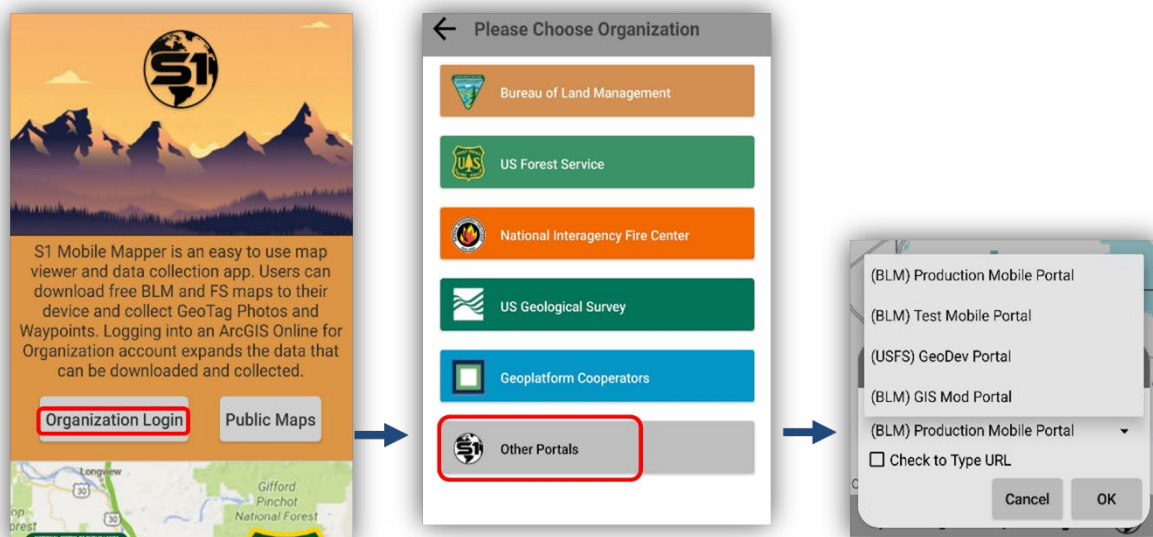 S1
S1 Mobile Mapper is an easy to use map
viewer and data collection app. Users can
download free BLM and FS maps to their
device and collect GeoTag Photos and
Waypoints. Logging into an ArcGIS Online for
Organization account expands the data that
can be downloaded and collected.
Organization Login
Public Maps
Longview
30
Gifford
Pinchot
National Forest
30
Please Choose Organization
Bureau of Land Management
UAS
US Forest Service
National Interagency Fire Center
US Geological Survey
Geoplatform Cooperators
S1
Other Portals
(BLM) Production Mobile Portal
(BLM) Test Mobile Portal
(USFS) GeoDev Portal
(BLM) GIS Mod Portal
(BLM) Production Mobile Portal
Check to Type URL
Cancel
OK